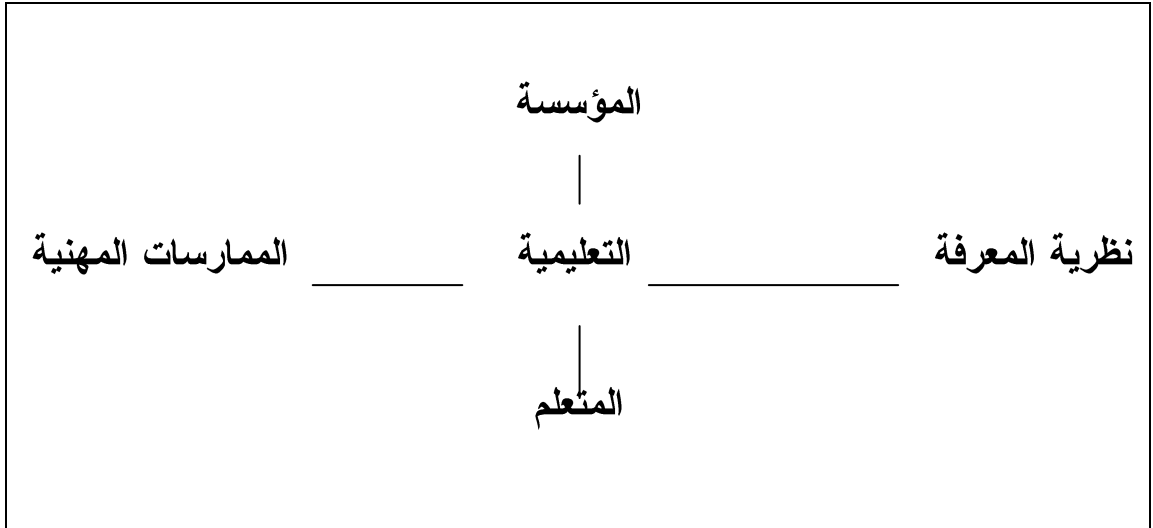 المؤسسة
نظرية المعرفة التعليمية الممارسات المهنية
المتعلم